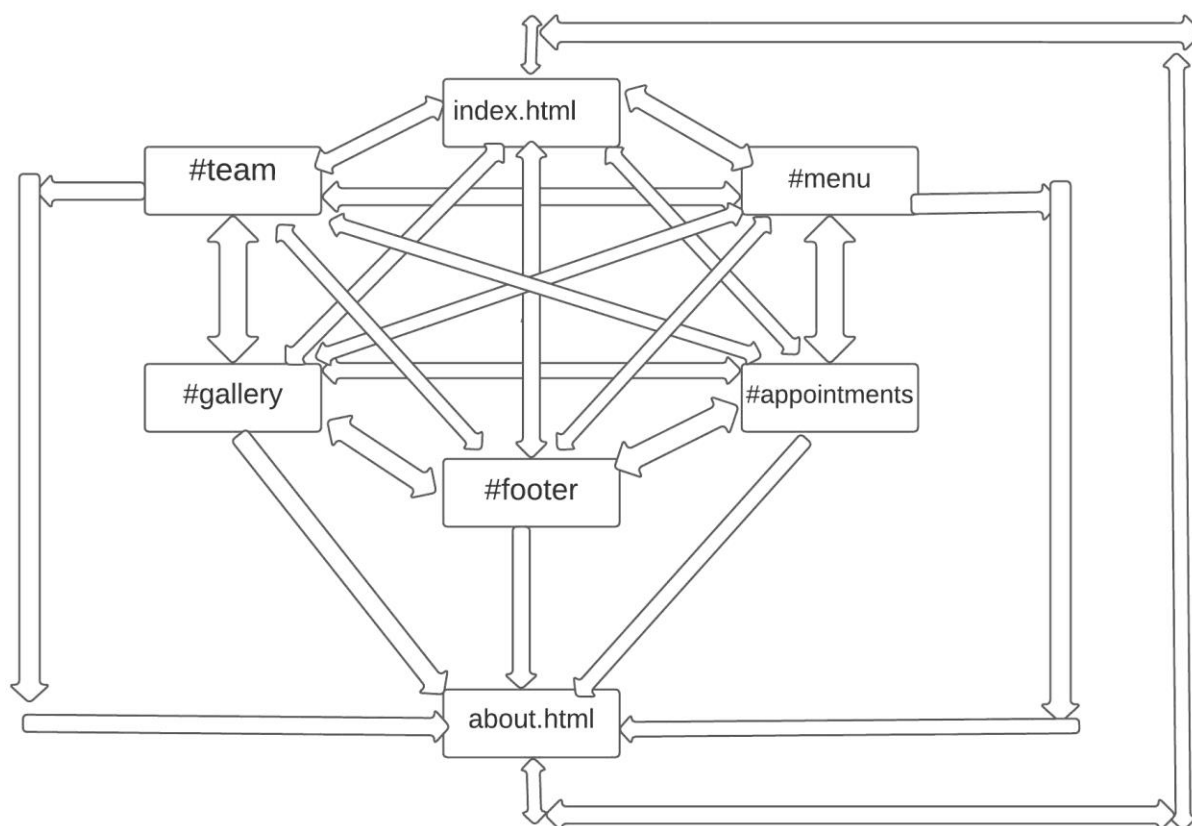 index.html
#team
#menu
#gallery
#appointments
#footer
about.html